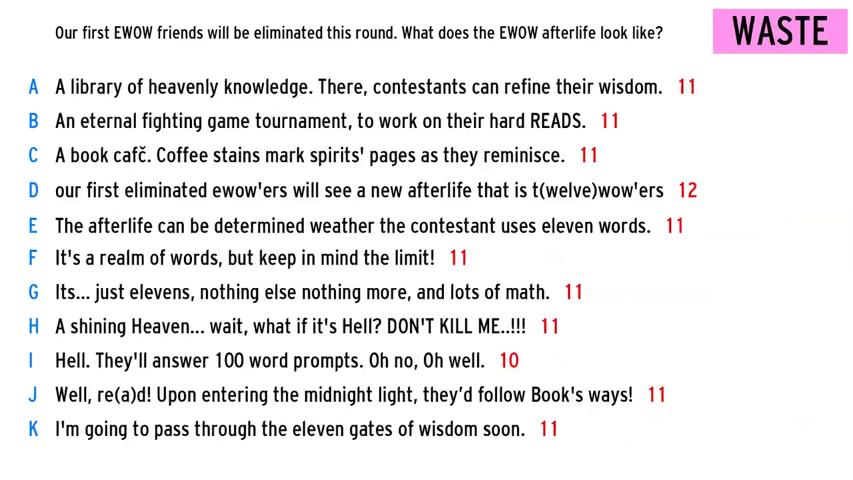 Our first EWOW friends will be eliminated this round. What does the EWOW afterlife look like?
WASTE
A A library of heavenly knowledge. There, contestants can refine their wisdom. 11
B An eternal fighting game tournament, to work on their hard READS. 11
C A book cafč. Coffee stains mark spirits' pages as they reminisce. 11
D our first eliminated ewow'ers will see a new afterlife that is t(welve)wow'ers 12
E The afterlife can be determined weather the contestant uses eleven words. 11
F It's a realm of words, but keep in mind the limit! 11
G Its... just elevens, nothing else nothing more, and lots of math. 11
H A shining Heaven... wait, what if it's Hell? DON'T KILL ME..!!! 11
I Hell. They'll answer 100 word prompts. Oh no, Oh well. 10
J Well, re(a)d! Upon entering the midnight light, they’d follow Book's ways! 11
K I'm going to pass through the eleven gates of wisdom soon. 11